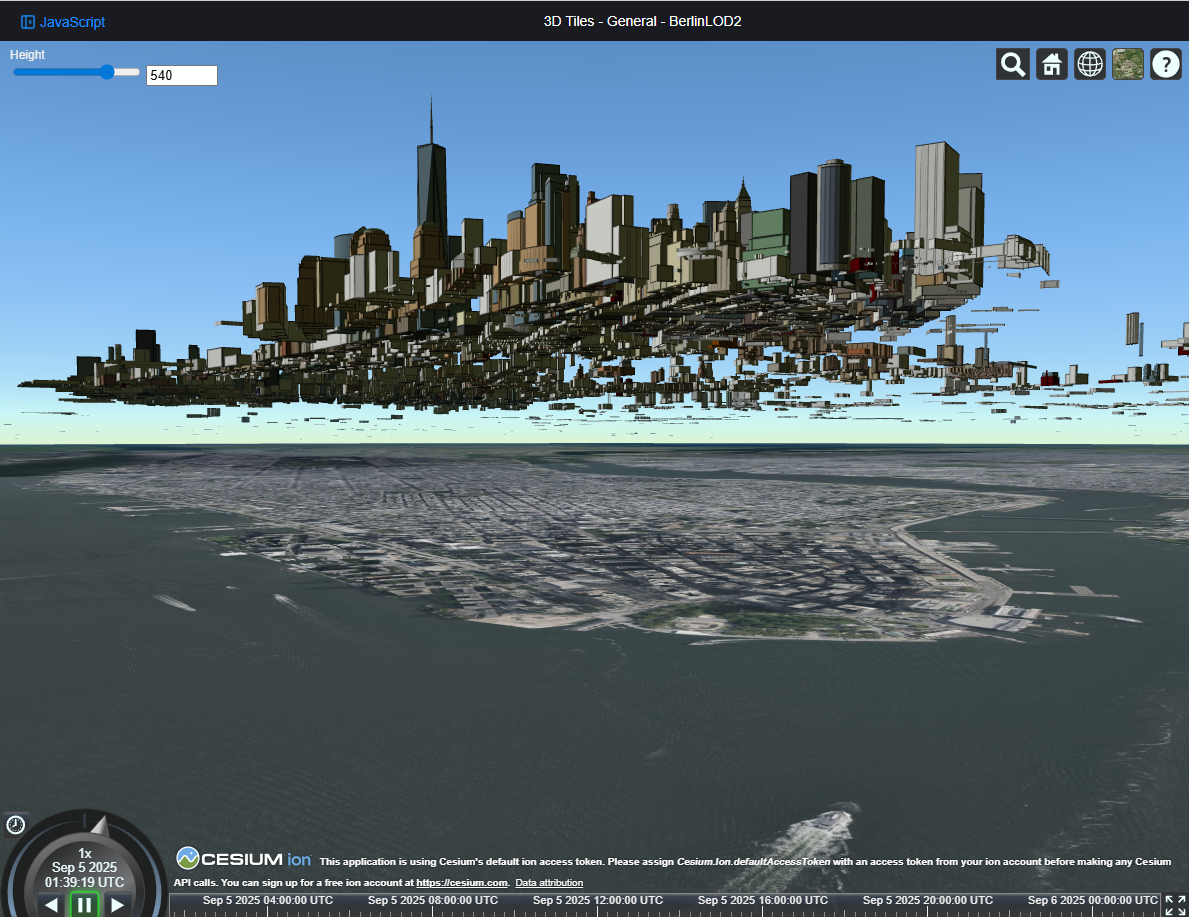 JavaScript
3D Tiles - General - BerlinLOD2
Height
540
?
1x
Sep 5 2025
01:39:19 UTC
CESIUM ion This application is using Cesium's default ion access token. Please assign Cesium.Ion.defaultAccessToken with an access token from your ion account before making any Cesium
API calls. You can sign up for a free ion account at https://cesium.com. Data attribution
Sep 5 2025 04:00:00 UTC Sep 5 2025 08:00:00 UTC Sep 5 2025 12:00:00 UTC Sep 5 2025 16:00:00 UTC Sep 5 2025 20:00:00 UTC Sep 6 2025 00:00:00 UTC